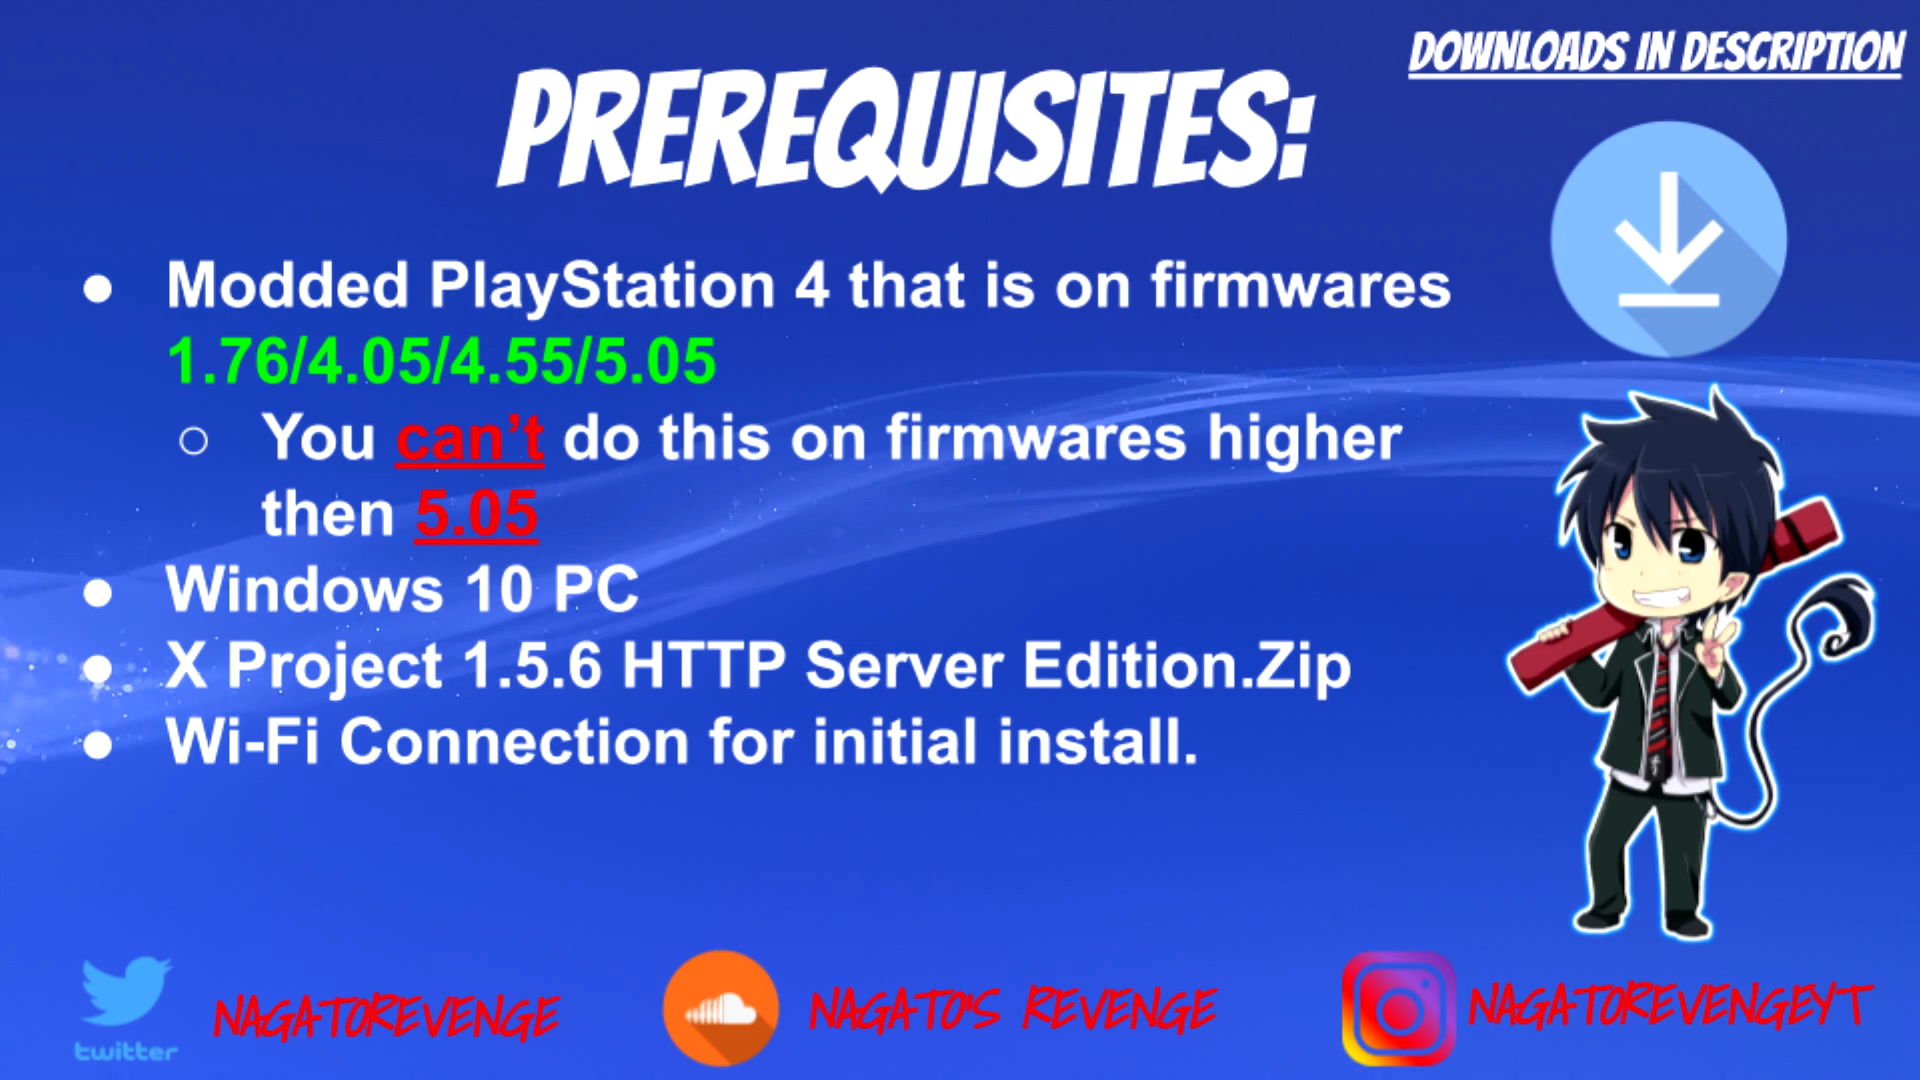 DOWNLOADS IN DESCRIPTION
PREREQUISITES:
● Modded PlayStation 4 that is on firmwares
1.76/4.05/4.55/5.05
○ You can't do this on firmwares higher
then 5.05
● Windows 10 PC
● X Project 1.5.6 HTTP Server Edition.Zip
● Wi-Fi Connection for initial install.
twitter
NAGATOREVENGE
NAGATO'S REVENGE
NAGATOREVENGEYT